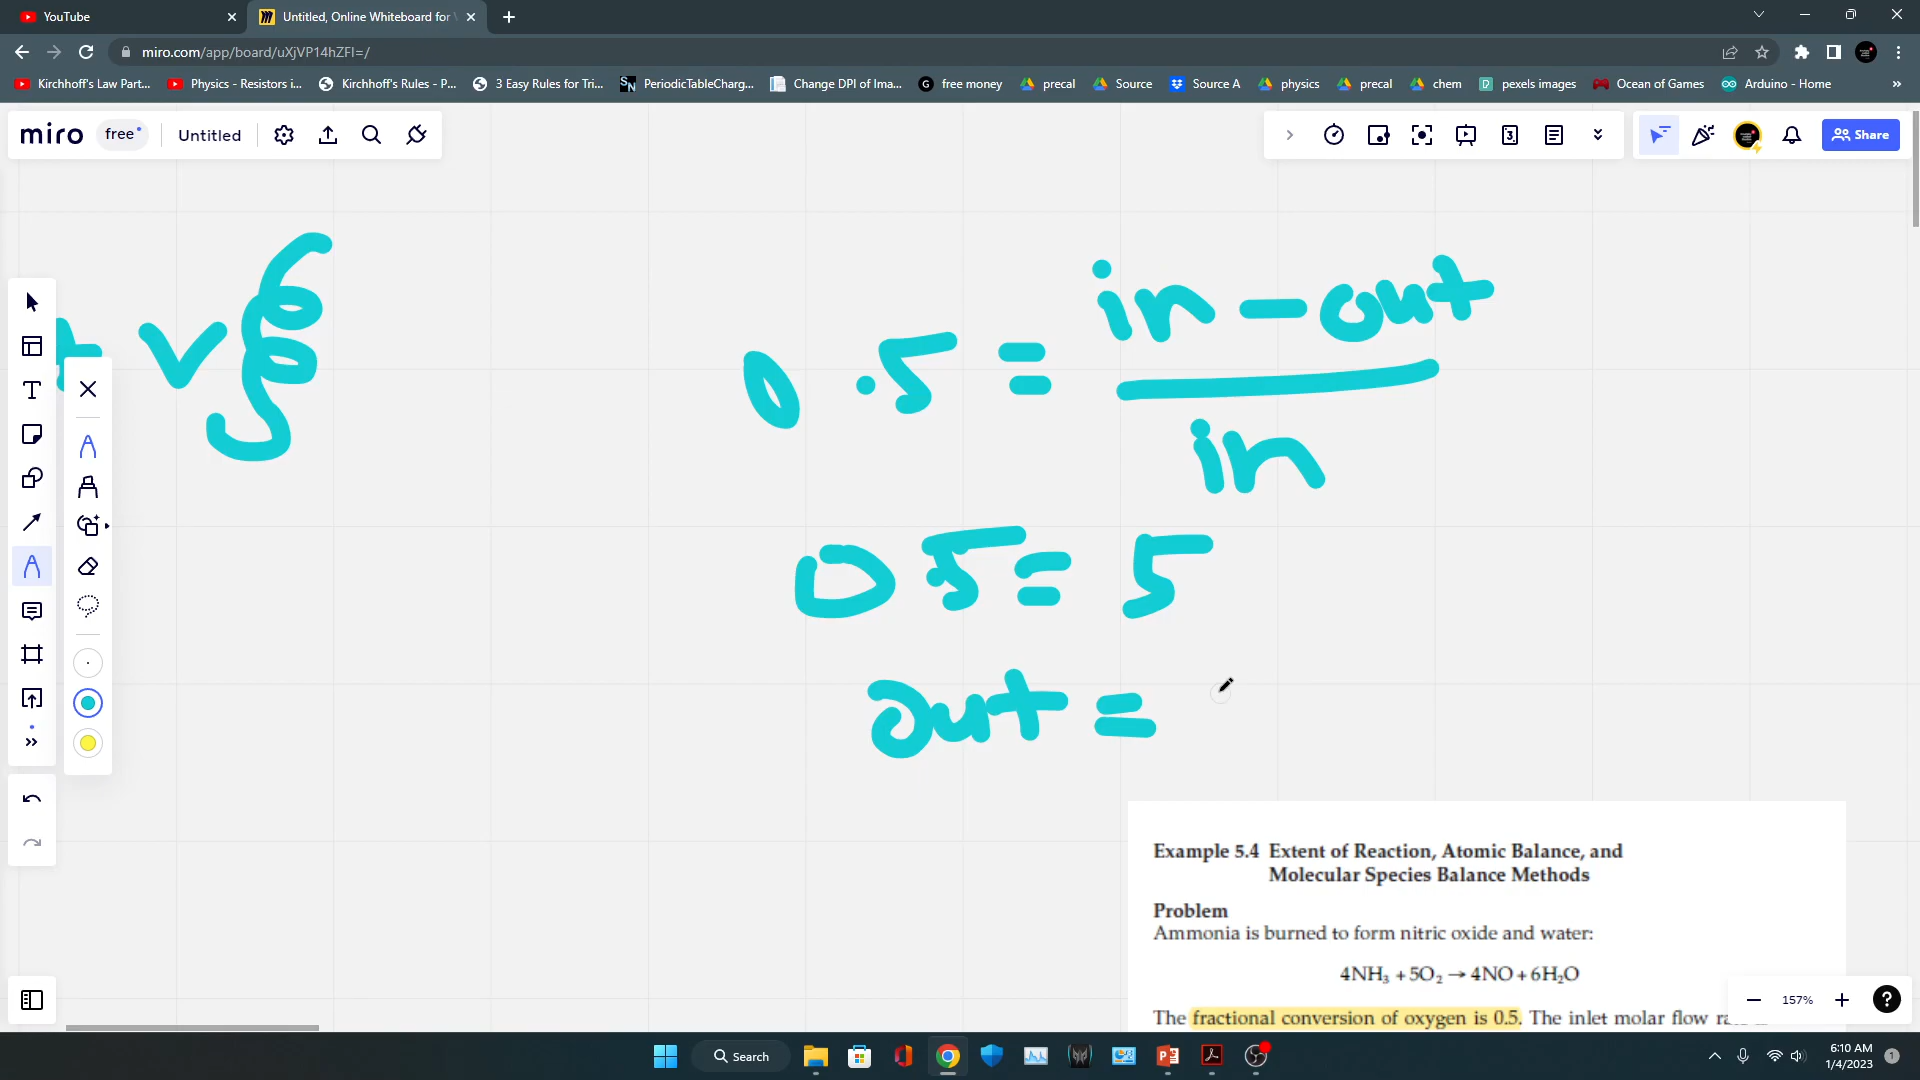 YouTube
Untitled, Online Whiteboard for
miro.com/app/board/uXjVP14hZFI=/
Kirchhoff's Law Part... Physics - Resistors i... Kirchhoff's Rules - P... 3 Easy Rules for Tri... PeriodicTableCharg... Change DPI of Ima... free money precal Source Source A physics precal chem pexels images Ocean of Games Arduino - Home
miro free Untitled Share
in - out
0.5 =
in
0.5 = 5
out =
Example 5.4 Extent of Reaction, Atomic Balance, and
Molecular Species Balance Methods
Problem
Ammonia is burned to form nitric oxide and water:
4NH₃ + 5O₂ → 4NO + 6H₂O
The fractional conversion of oxygen is 0.5. The inlet molar flow
157%
Search
6:10 AM
1/4/2023